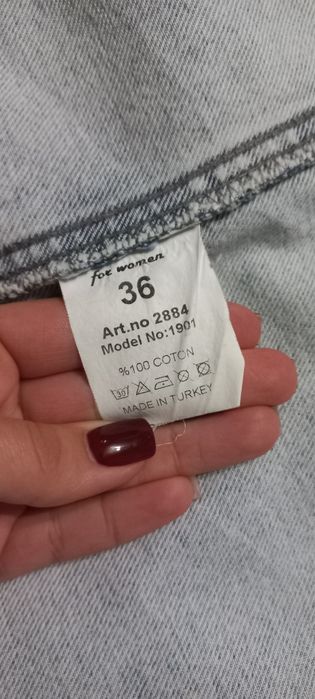 for women
36
Art.no 2884
Model No:1901
%100 COTON
30
MADE IN TURKEY